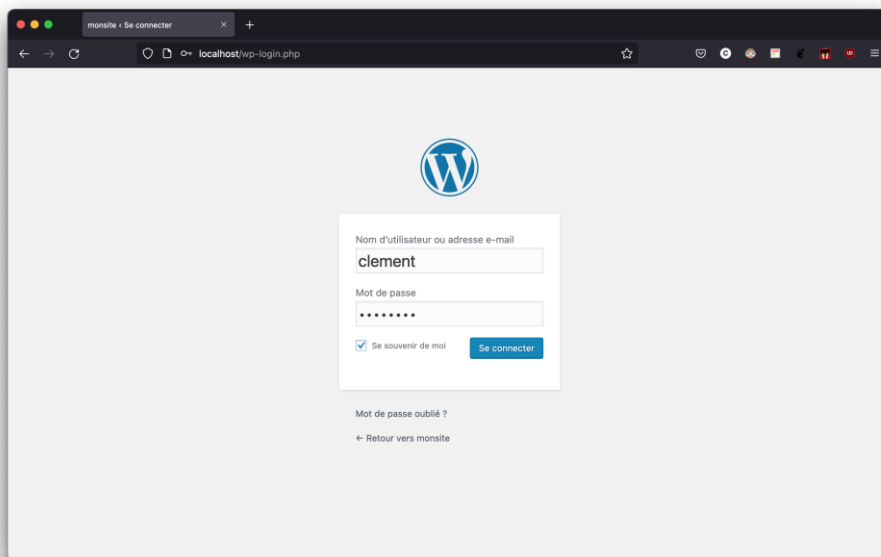 monsite ‹ Se connecter
localhost/wp-login.php
Nom d'utilisateur ou adresse e-mail
clement
Mot de passe
••••••••
Se souvenir de moi
Se connecter
Mot de passe oublié ?
← Retour vers monsite